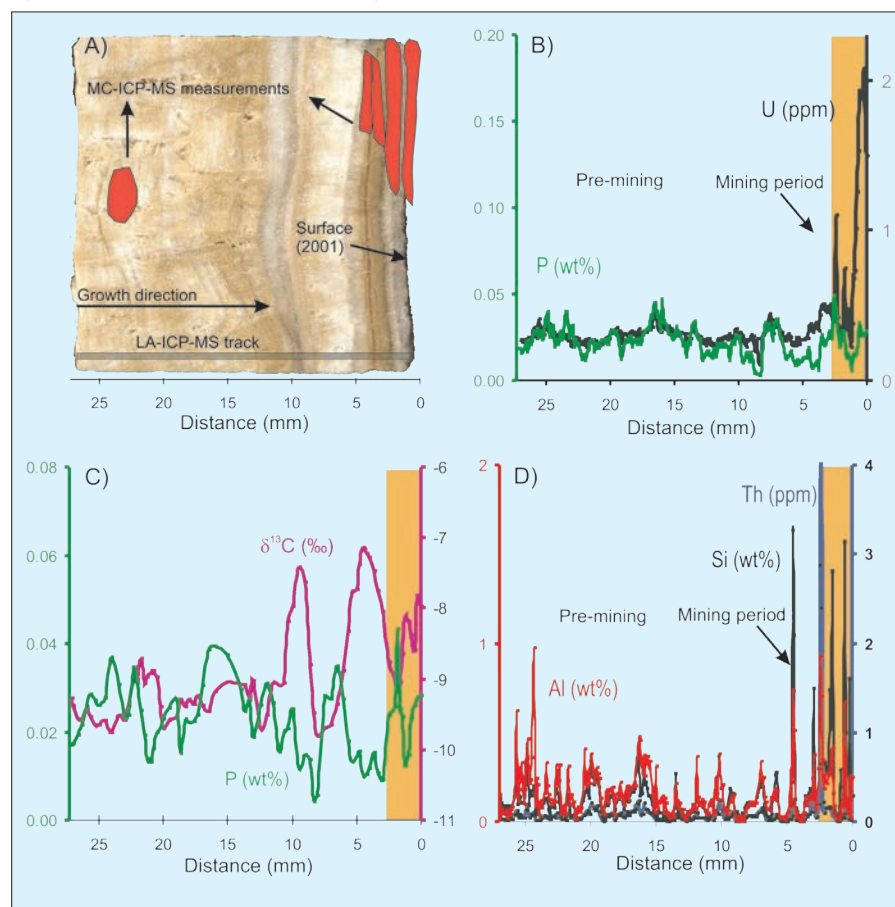 A)
MC-ICP-MS
measurements
Surface
(2001)
Growth direction
LA-ICP-MS track
25
20
15
10
5
0
Distance (mm)
B)
0.20
0.15
0.10
0.05
0.00
U (ppm)
Pre-mining
Mining period
P (wt%)
2
1
0
25
20
15
10
5
0
Distance (mm)
C)
0.08
0.06
0.04
0.02
0.00
δ¹³C (‰)
P (wt%)
-6
-7
-8
-9
-10
-11
25
20
15
10
5
0
Distance (mm)
D)
2
1
0
Th (ppm)
Si (wt%)
Pre-mining
Mining period
Al (wt%)
4
3
2
1
0
25
20
15
10
5
0
Distance (mm)